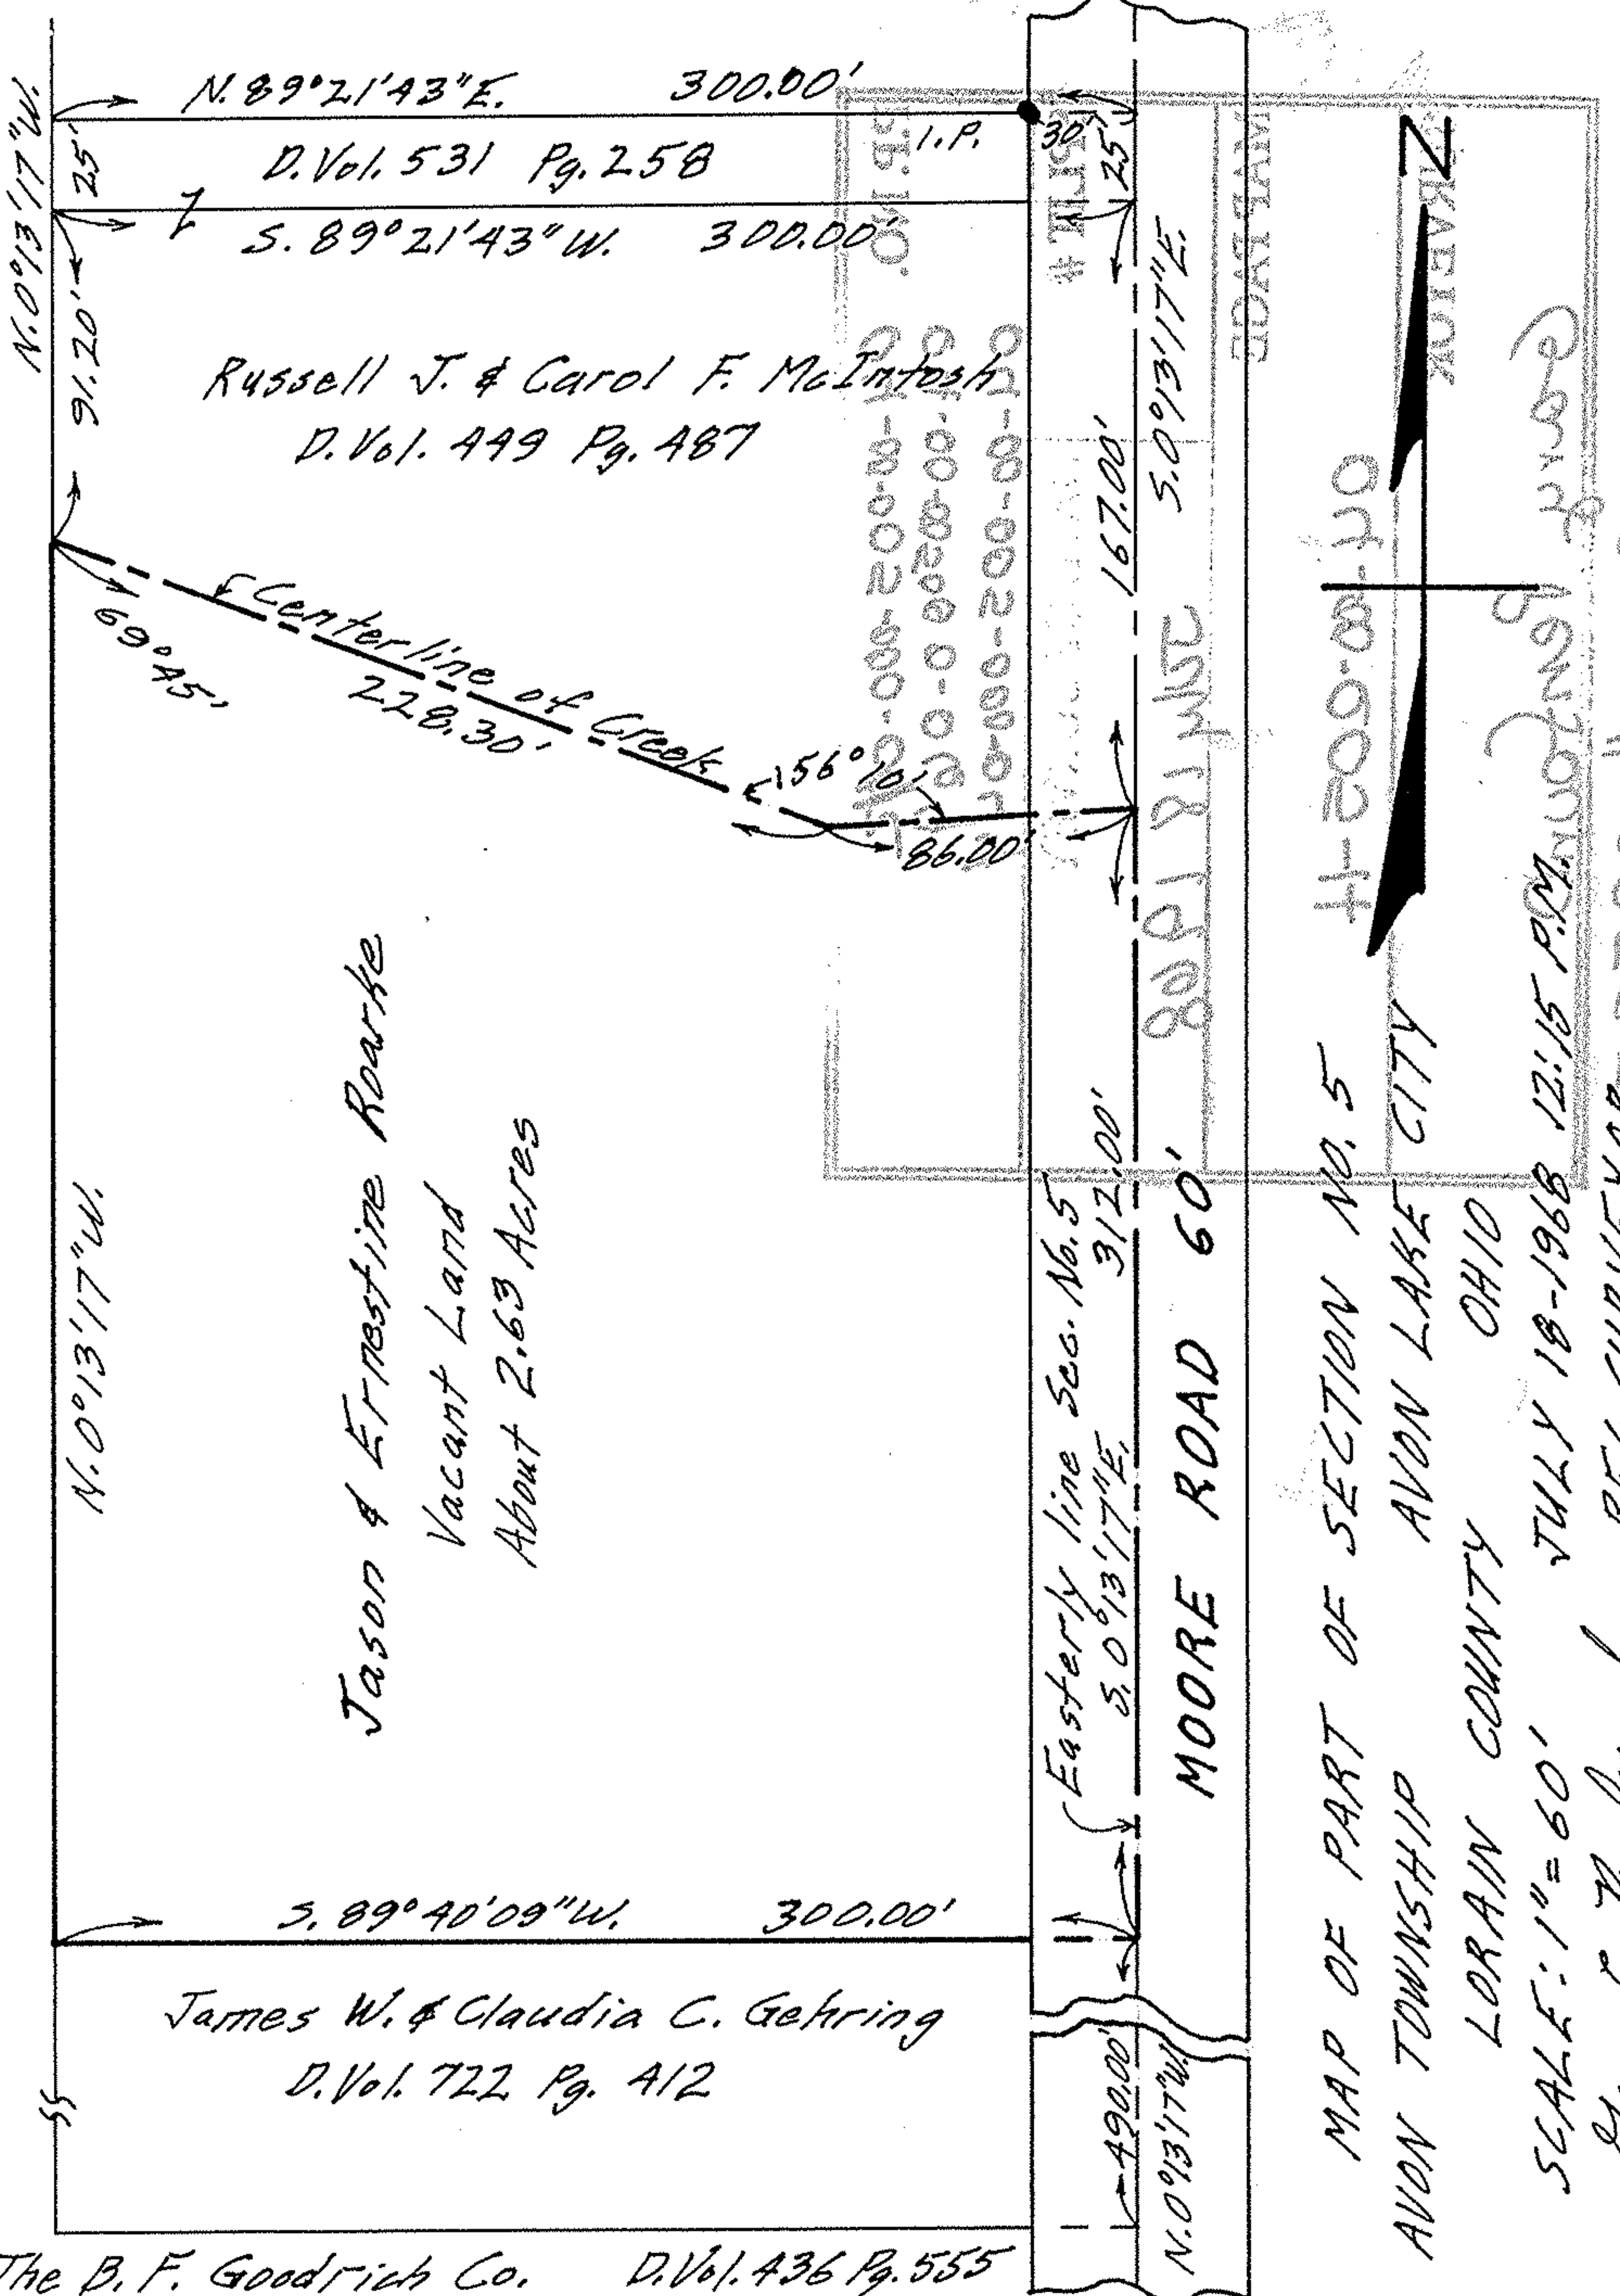 N. 89°21'43"E. 300.00'
N.0°13'17"W.
25'
D.Vol. 531 Pg. 258
I.P.
30'
25'
S. 89°21'43"W. 300.00'
91.20'
Russell J. & Carol F. McIntosh
D.Vol. 449 Pg. 487
167.00' S.0°13'17"E.
69°45'
Centerline of Creek
228.30'
156°10'
86.00'
Jason & Ernestine Roarke
Vacant Land
About 2.63 Acres
N.0°13'17"W.
Easterly line Sec. No. 5
S.0°13'17"E. 312.00'
MOORE ROAD 60'
S. 89°40'09"W. 300.00'
James W. & Claudia C. Gehring
D.Vol. 722 Pg. 412
490.00'
N.0°13'17"W.
The B. F. Goodrich Co. D.Vol. 436 Pg. 555
N
MAP OF PART OF SECTION NO. 5
AVON TOWNSHIP AVON LAKE CITY
LORAIN COUNTY OHIO
SCALE: 1" = 60' JULY 18-1968 12:15 P.M.
REG. SURVEYOR
JUL 18 1968